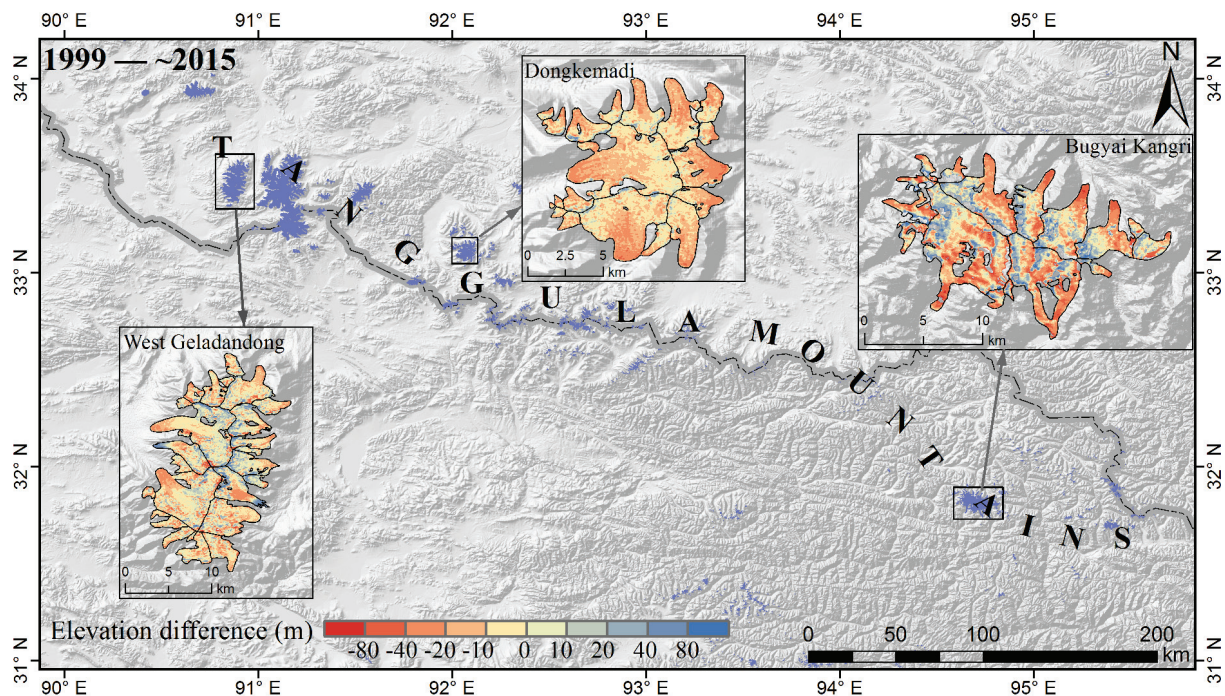 90° E 91° E 92° E 93° E 94° E 95° E
1999 — ~2015
34° N
34° N
33° N
33° N
32° N
32° N
31° N
31° N
N
Dongkemadi
0 2.5 5
km
Bugyai Kangri
0 5 10
km
West Geladandong
0 5 10
km
T A N G G U L A M O U N T A I N S
Elevation difference (m)
-80 -40 -20 -10 0 10 20 40 80
0 50 100 200
km
90° E 91° E 92° E 93° E 94° E 95° E